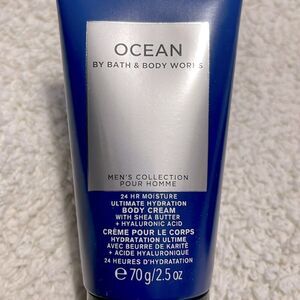 OCEAN
BY BATH & BODY WORKS
MEN'S COLLECTION
POUR HOMME
24 HR MOISTURE
ULTIMATE HYDRATION
BODY CREAM
WITH SHEA BUTTER
+ HYALURONIC ACID
CRÈME POUR LE CORPS
HYDRATATION ULTIME
AVEC BEURRE DE KARITÉ
+ ACIDE HYALURONIQUE
24 HEURES D'HYDRATATION
℮ 70 g / 2.5 oz